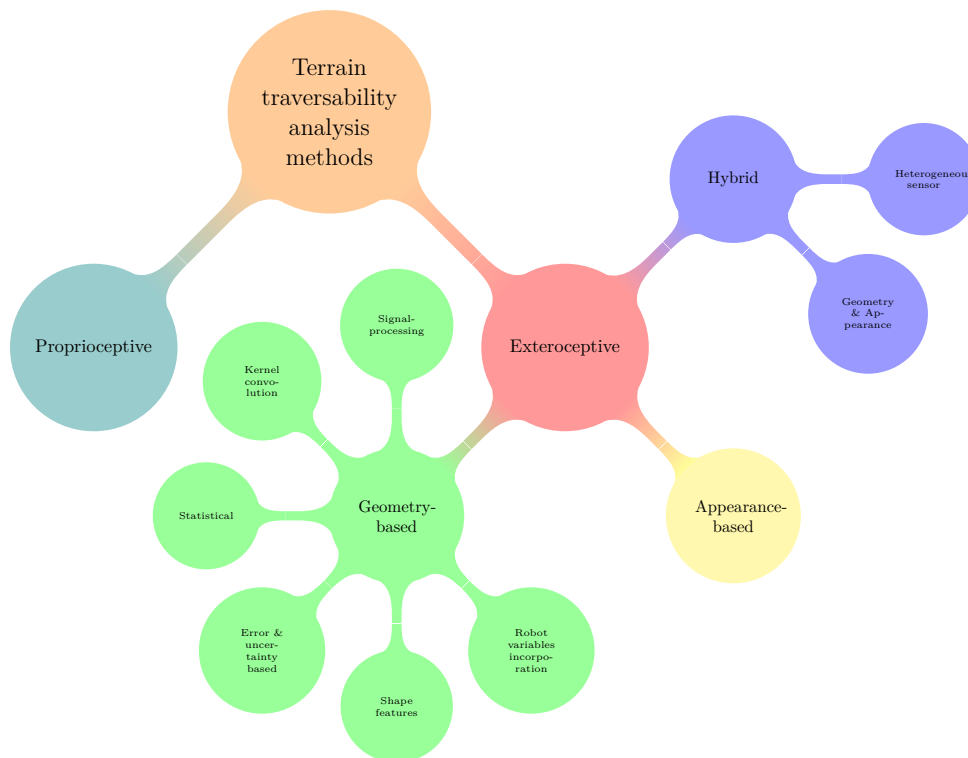 Terrain
traversability
analysis
methods
Hybrid
Heterogeneous
sensor
Geometry
& Ap-
pearance
Proprioceptive
Exteroceptive
Signal-
processing
Kernel
convo-
lution
Statistical
Geometry-
based
Appearance-
based
Error &
uncer-
tainty
based
Shape
features
Robot
variables
incorpo-
ration